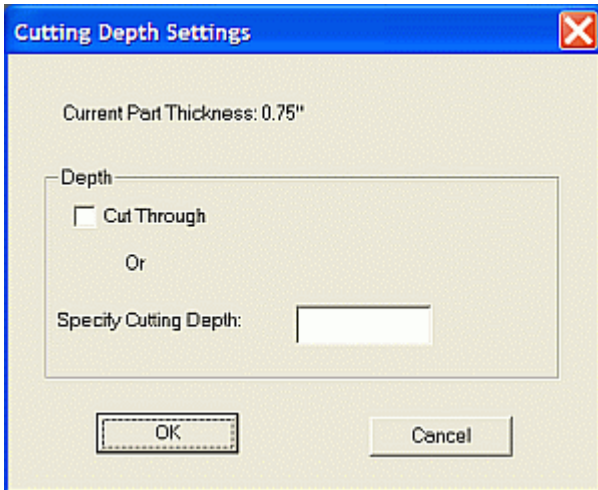 Cutting Depth Settings
Current Part Thickness: 0.75"
Depth
Cut Through
Or
Specify Cutting Depth:
OK
Cancel